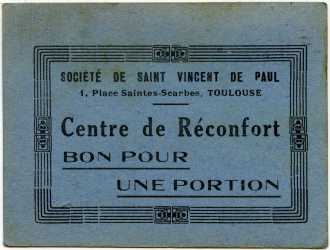 SOCIÉTÉ DE SAINT VINCENT DE PAUL
1, Place Saintes-Scarbes, TOULOUSE
Centre de Réconfort
BON POUR
UNE PORTION